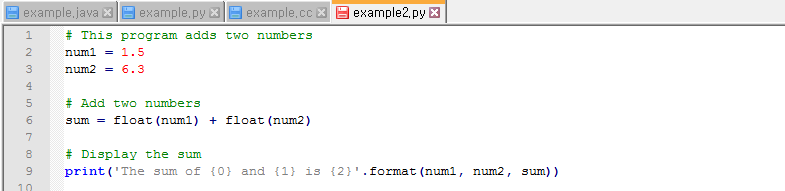 example.java example.py example.cc example2.py
1 # This program adds two numbers
2 num1 = 1.5
3 num2 = 6.3
4
5 # Add two numbers
6 sum = float(num1) + float(num2)
7
8 # Display the sum
9 print('The sum of {0} and {1} is {2}'.format(num1, num2, sum))
10